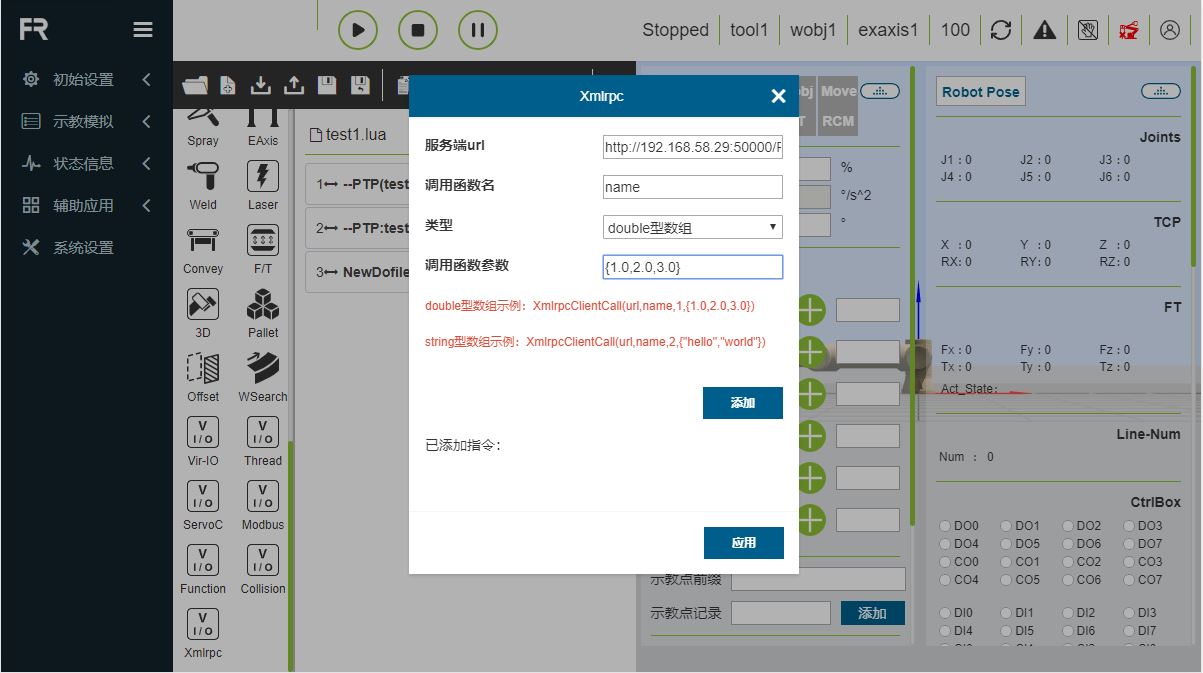 FR
Stopped tool1 wobj1 exaxis1 100
初始设置
示教模拟
状态信息
辅助应用
系统设置
Spray EAxis
Weld Laser
Convey F/T
3D Pallet
Offset WSearch
V I/O V I/O
Vir-IO Thread
V I/O V I/O
ServoC Modbus
V I/O V I/O
Function Collision
V I/O
Xmlrpc
test1.lua
1 --PTP(test
2 --PTP:test
3 NewDofile
Xmlrpc
服务端url http://192.168.58.29:50000/
调用函数名 name
类型 double型数组
调用函数参数 {1.0,2.0,3.0}
double型数组示例：XmlrpcClientCall(url,name,1,{1.0,2.0,3.0})
string型数组示例：XmlrpcClientCall(url,name,2,{"hello","world"})
添加
已添加指令：
应用
bj Move
T RCM
%
°/s^2
°
示教点前缀
示教点记录 添加
Robot Pose
Joints
J1 : 0 J2 : 0 J3 : 0
J4 : 0 J5 : 0 J6 : 0
TCP
X : 0 Y : 0 Z : 0
RX: 0 RY: 0 RZ: 0
FT
Fx : 0 Fy : 0 Fz : 0
Tx : 0 Ty : 0 Tz : 0
Act_State:
Line-Num
Num : 0
CtrlBox
DO0 DO1 DO2 DO3
DO4 DO5 DO6 DO7
CO0 CO1 CO2 CO3
CO4 CO5 CO6 CO7
DI0 DI1 DI2 DI3
DI4 DI5 DI6 DI7